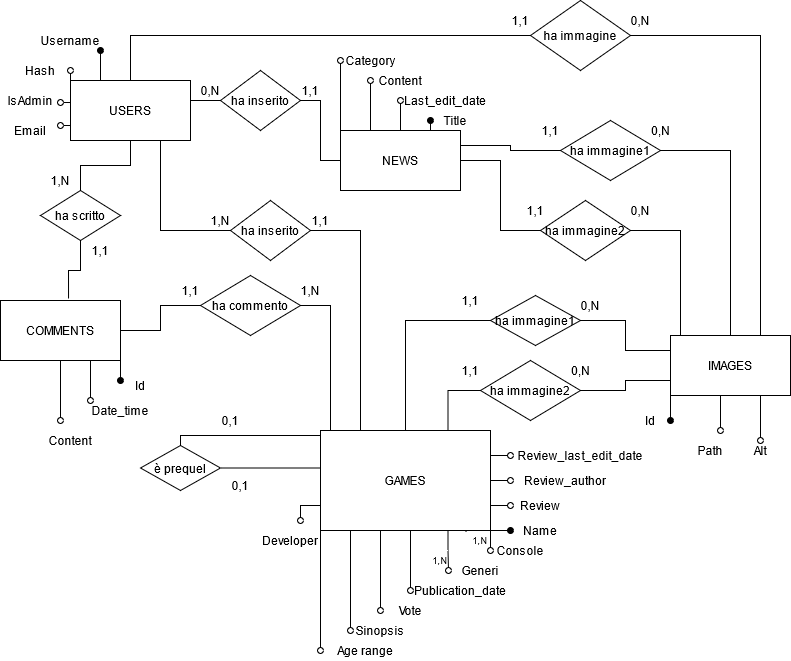 1,1
0,N
ha immagine
Username
Hash
IsAdmin
Email
USERS
0,N
ha inserito
1,1
Category
Content
Last_edit_date
Title
NEWS
1,1
ha immagine1
0,N
1,N
ha scritto
1,1
1,N
ha inserito
1,1
1,1
ha immagine2
0,N
COMMENTS
1,1
ha commento
1,N
1,1
ha immagine1
0,N
1,1
ha immagine2
0,N
IMAGES
Id
Path
Alt
Id
Date_time
Content
0,1
è prequel
0,1
GAMES
Review_last_edit_date
Review_author
Review
Name
1,N
Console
Developer
1,N
Generi
Publication_date
Vote
Sinopsis
Age range